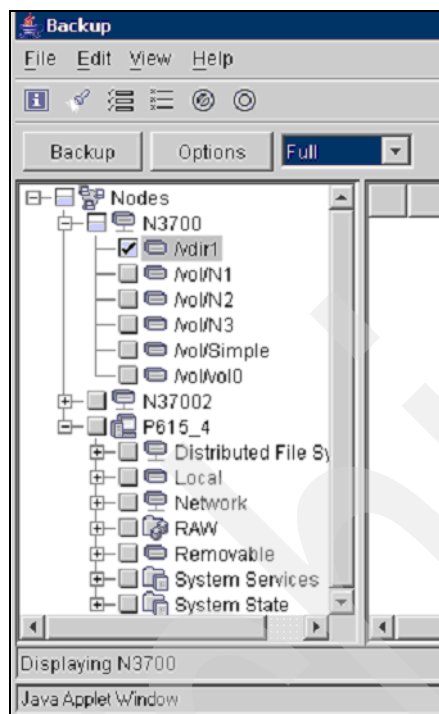 Backup
File Edit View Help
Backup Options Full
Nodes
N3700
/vdir1
/vol/N1
/vol/N2
/vol/N3
/vol/Simple
/vol/vol0
N37002
P615_4
Distributed File Sy
Local
Network
RAW
Removable
System Services
System State
Displaying N3700
Java Applet Window